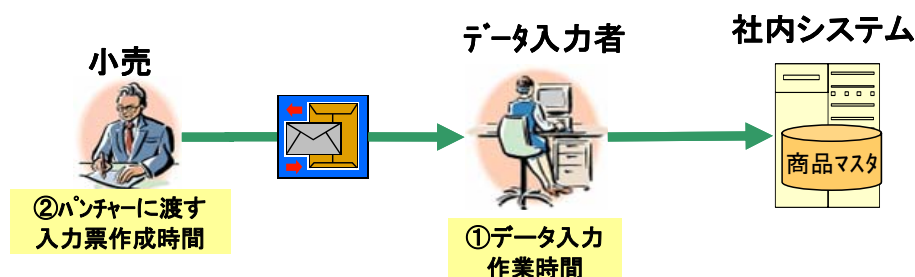 小売
データ入力者
社内システム
商品マスタ
②パンチャーに渡す
入力票作成時間
①データ入力
作業時間